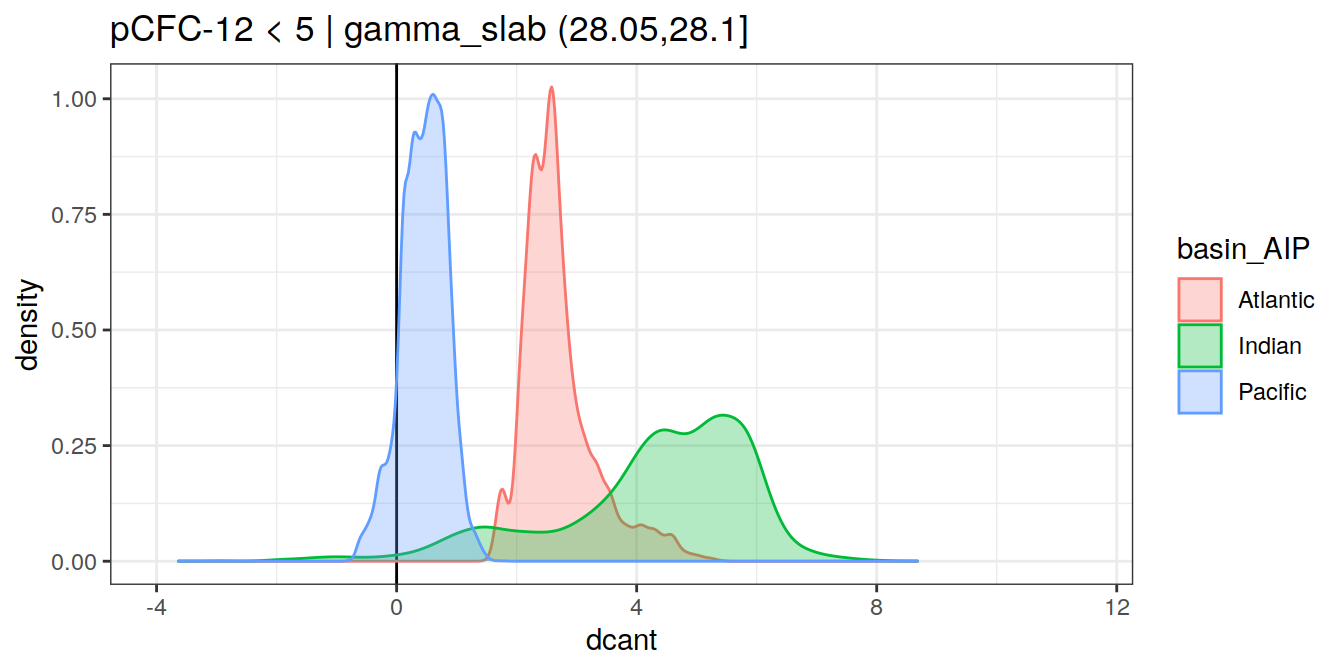 pCFC-12 < 5 | gamma_slab (28.05,28.1]
1.00
0.75
0.50
0.25
0.00
density
-4 0 4 8 12
dcant
basin_AIP
Atlantic
Indian
Pacific